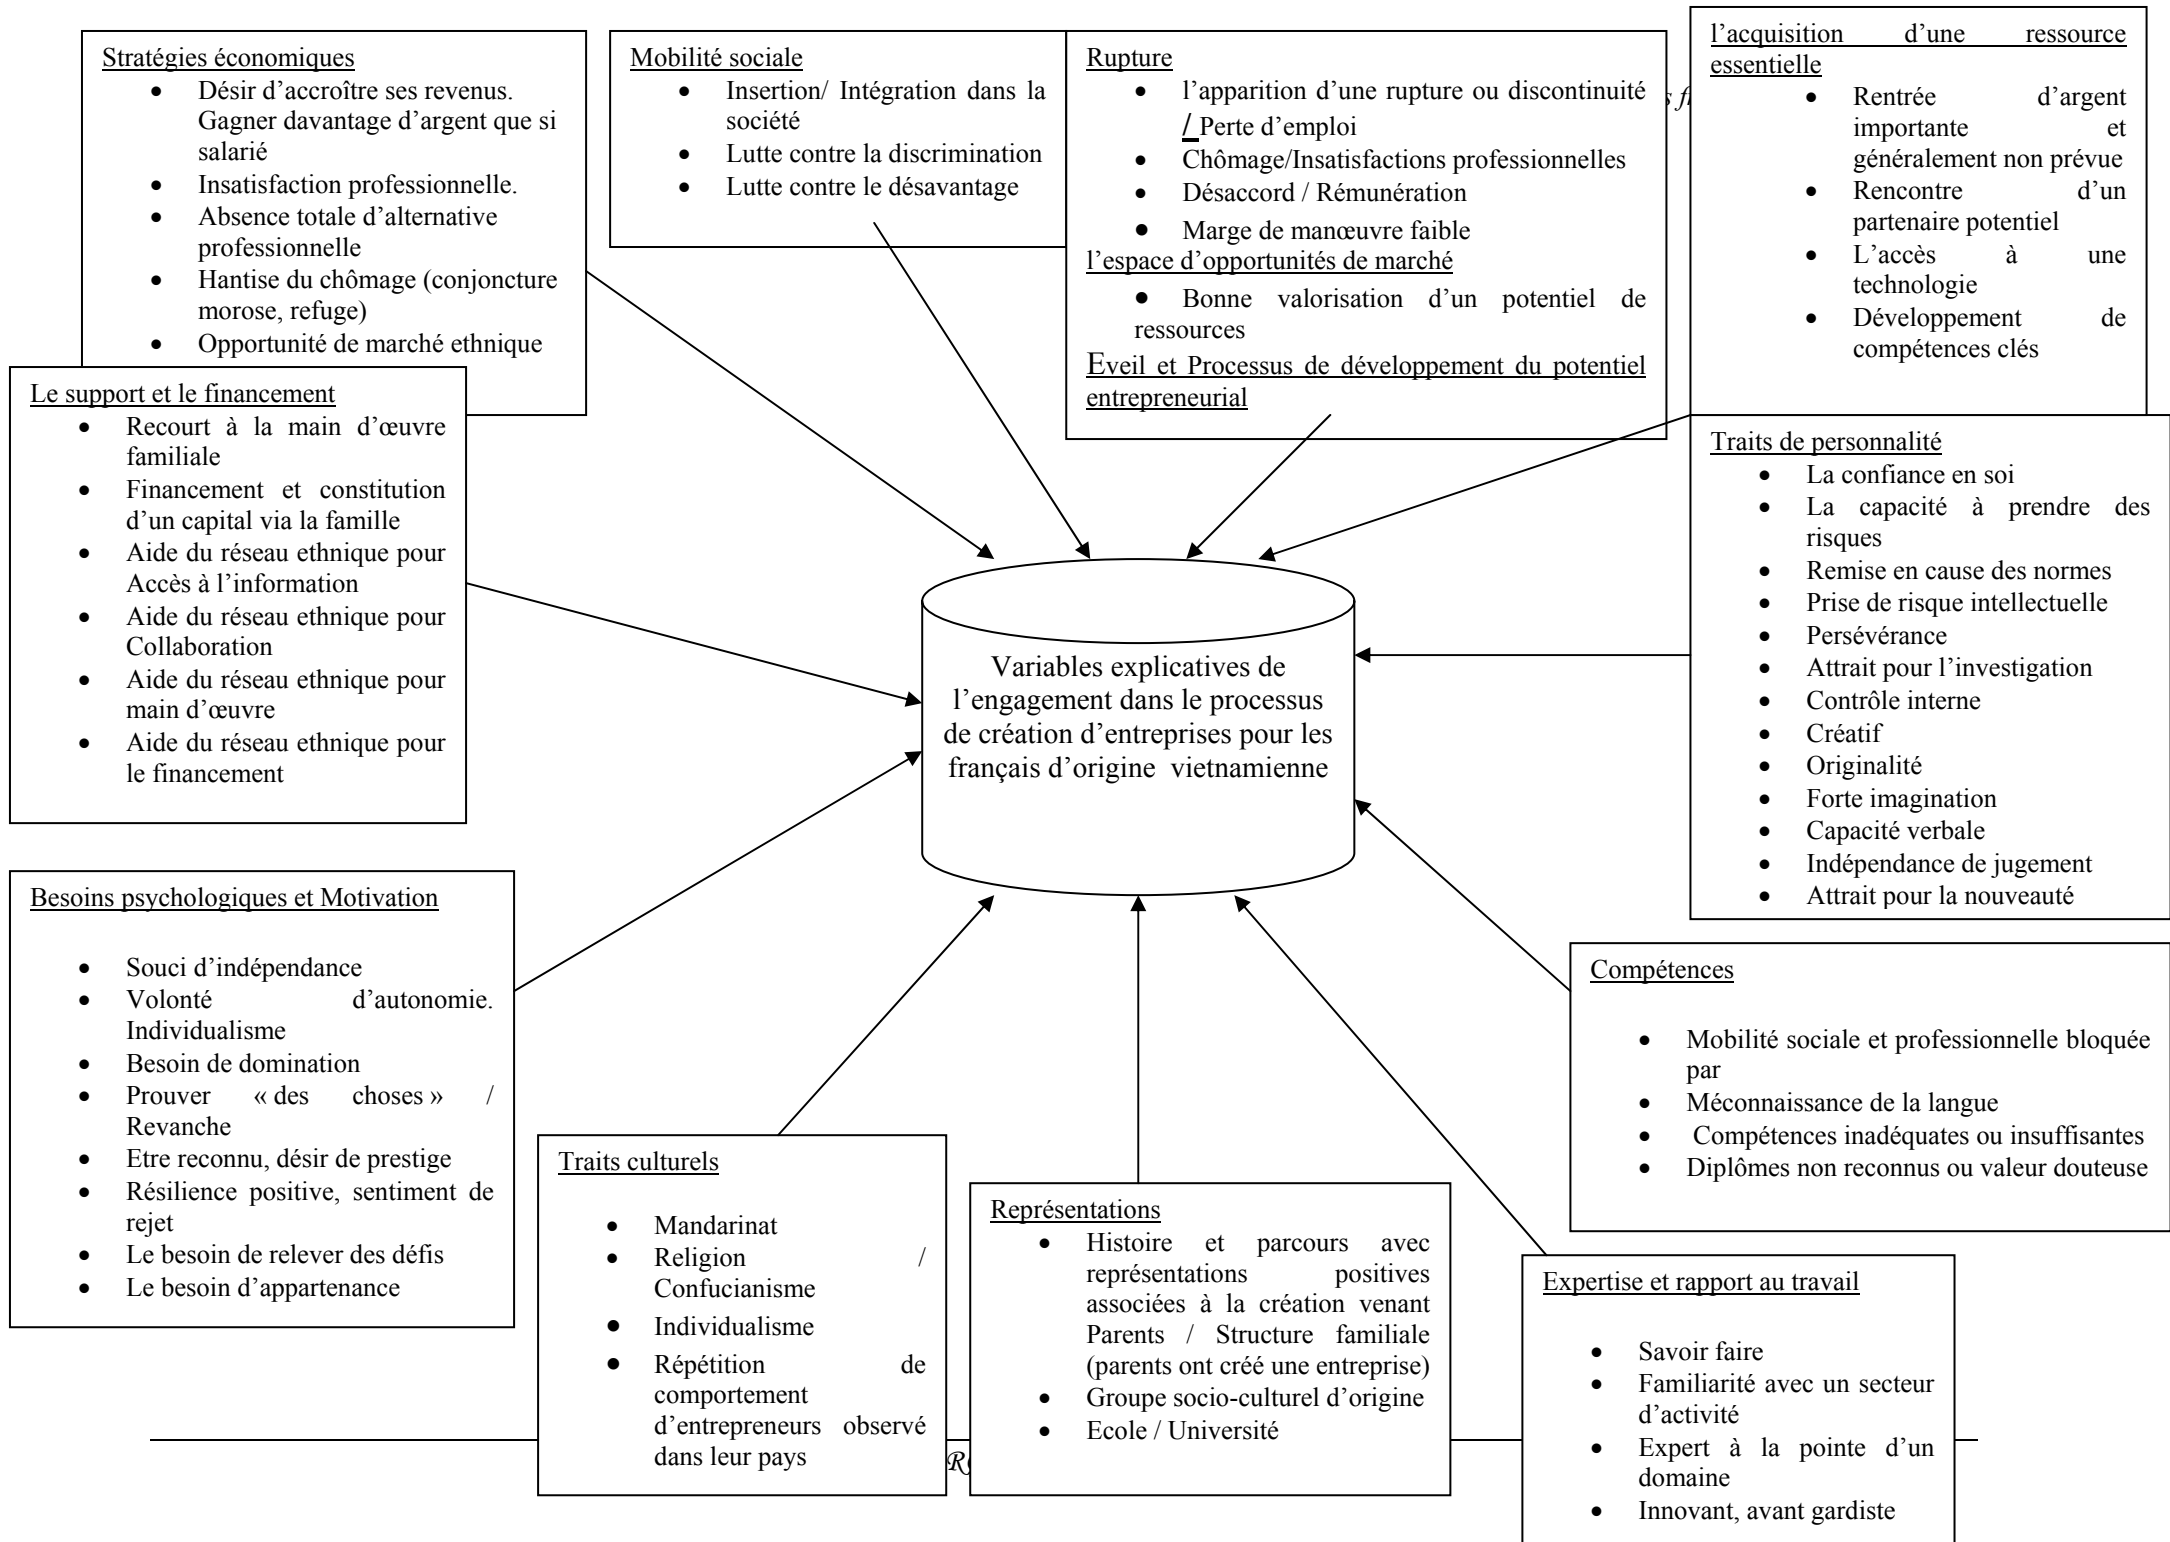 Stratégies économiques
• Désir d’accroître ses revenus.
Gagner davantage d’argent que si
salarié
• Insatisfaction professionnelle.
• Absence totale d’alternative
professionnelle
• Hantise du chômage (conjoncture
morose, refuge)
• Opportunité de marché ethnique
Mobilité sociale
• Insertion/ Intégration dans la
société
• Lutte contre la discrimination
• Lutte contre le désavantage
Rupture
• l’apparition d’une rupture ou discontinuité
/ Perte d’emploi
• Chômage/Insatisfactions professionnelles
• Désaccord / Rémunération
• Marge de manœuvre faible
l’espace d’opportunités de marché
• Bonne valorisation d’un potentiel de
ressources
Eveil et Processus de développement du potentiel
entrepreneurial
l’acquisition d’une ressource
essentielle
• Rentrée d’argent
importante et
généralement non prévue
• Rencontre d’un
partenaire potentiel
• L’accès à une
technologie
• Développement de
compétences clés
Le support et le financement
• Recourt à la main d’œuvre
familiale
• Financement et constitution
d’un capital via la famille
• Aide du réseau ethnique pour
Accès à l’information
• Aide du réseau ethnique pour
Collaboration
• Aide du réseau ethnique pour
main d’œuvre
• Aide du réseau ethnique pour
le financement
Variables explicatives de
l’engagement dans le processus
de création d’entreprises pour les
français d’origine vietnamienne
Traits de personnalité
• La confiance en soi
• La capacité à prendre des
risques
• Remise en cause des normes
• Prise de risque intellectuelle
• Persévérance
• Attrait pour l’investigation
• Contrôle interne
• Créatif
• Originalité
• Forte imagination
• Capacité verbale
• Indépendance de jugement
• Attrait pour la nouveauté
Besoins psychologiques et Motivation
• Souci d’indépendance
• Volonté d’autonomie.
Individualisme
• Besoin de domination
• Prouver « des choses » /
Revanche
• Etre reconnu, désir de prestige
• Résilience positive, sentiment de
rejet
• Le besoin de relever des défis
• Le besoin d’appartenance
Compétences
• Mobilité sociale et professionnelle bloquée
par
• Méconnaissance de la langue
• Compétences inadéquates ou insuffisantes
• Diplômes non reconnus ou valeur douteuse
Traits culturels
• Mandarinat
• Religion /
Confucianisme
• Individualisme
• Répétition de
comportement
d’entrepreneurs observé
dans leur pays
Représentations
• Histoire et parcours avec
représentations positives
associées à la création venant
Parents / Structure familiale
(parents ont créé une entreprise)
• Groupe socio-culturel d’origine
• Ecole / Université
Expertise et rapport au travail
• Savoir faire
• Familiarité avec un secteur
d’activité
• Expert à la pointe d’un
domaine
• Innovant, avant gardiste